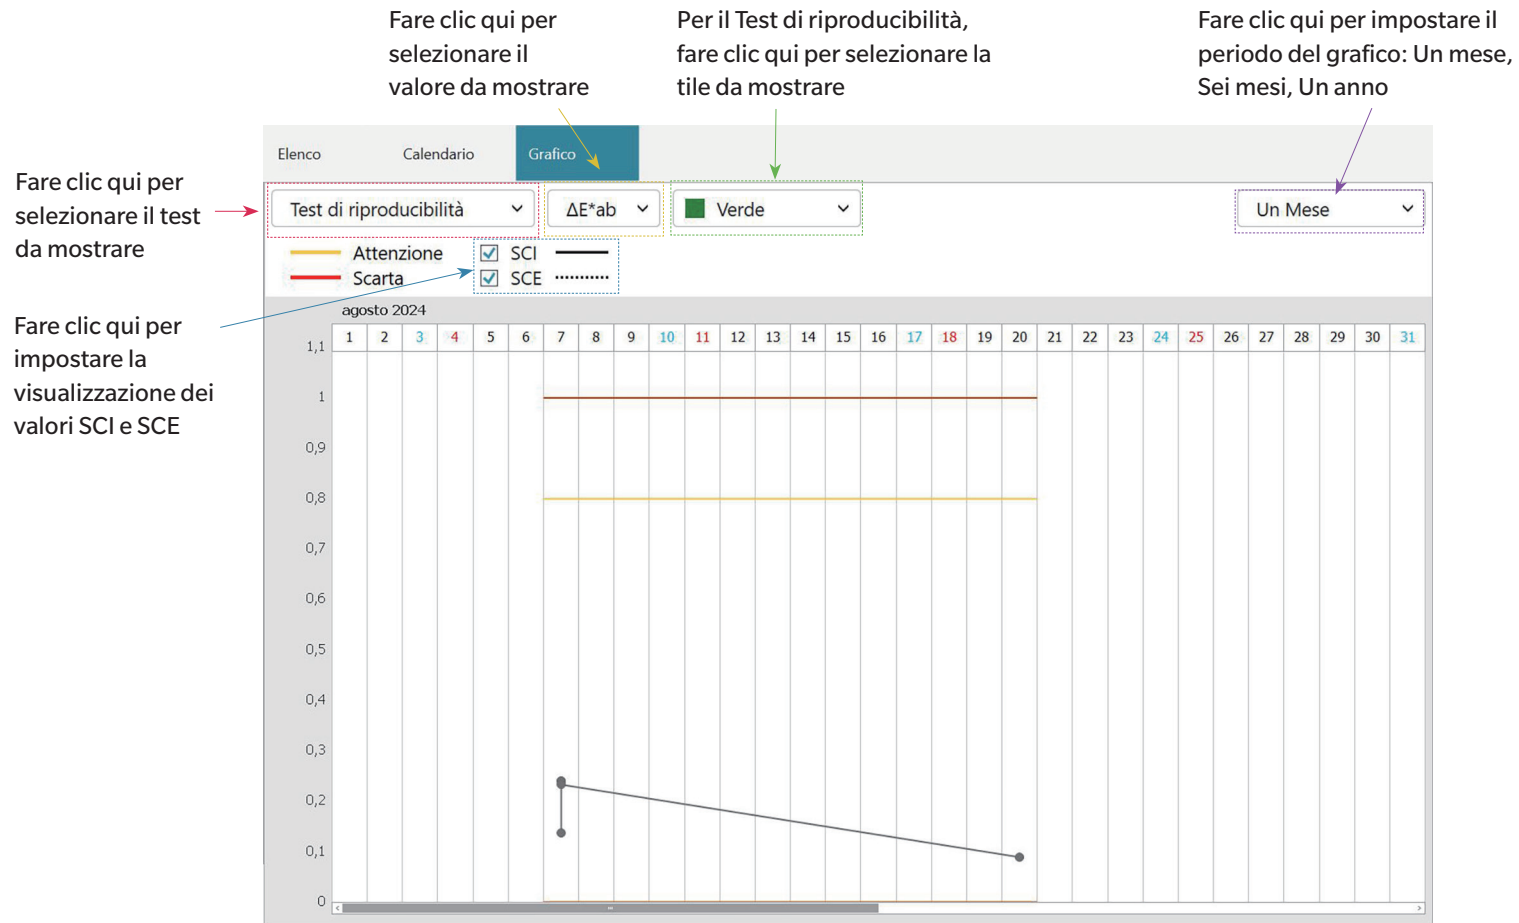 Fare clic qui per
selezionare il
valore da mostrare
Per il Test di riproducibilità,
fare clic qui per selezionare la
tile da mostrare
Fare clic qui per impostare il
periodo del grafico: Un mese,
Sei mesi, Un anno
Fare clic qui per
selezionare il test
da mostrare
Fare clic qui per
impostare la
visualizzazione dei
valori SCI e SCE
Elenco Calendario Grafico
Test di riproducibilità ΔE*ab Verde Un Mese
Attenzione SCI
Scarta SCE
agosto 2024
1 2 3 4 5 6 7 8 9 10 11 12 13 14 15 16 17 18 19 20 21 22 23 24 25 26 27 28 29 30 31
1,1
1
0,9
0,8
0,7
0,6
0,5
0,4
0,3
0,2
0,1
0